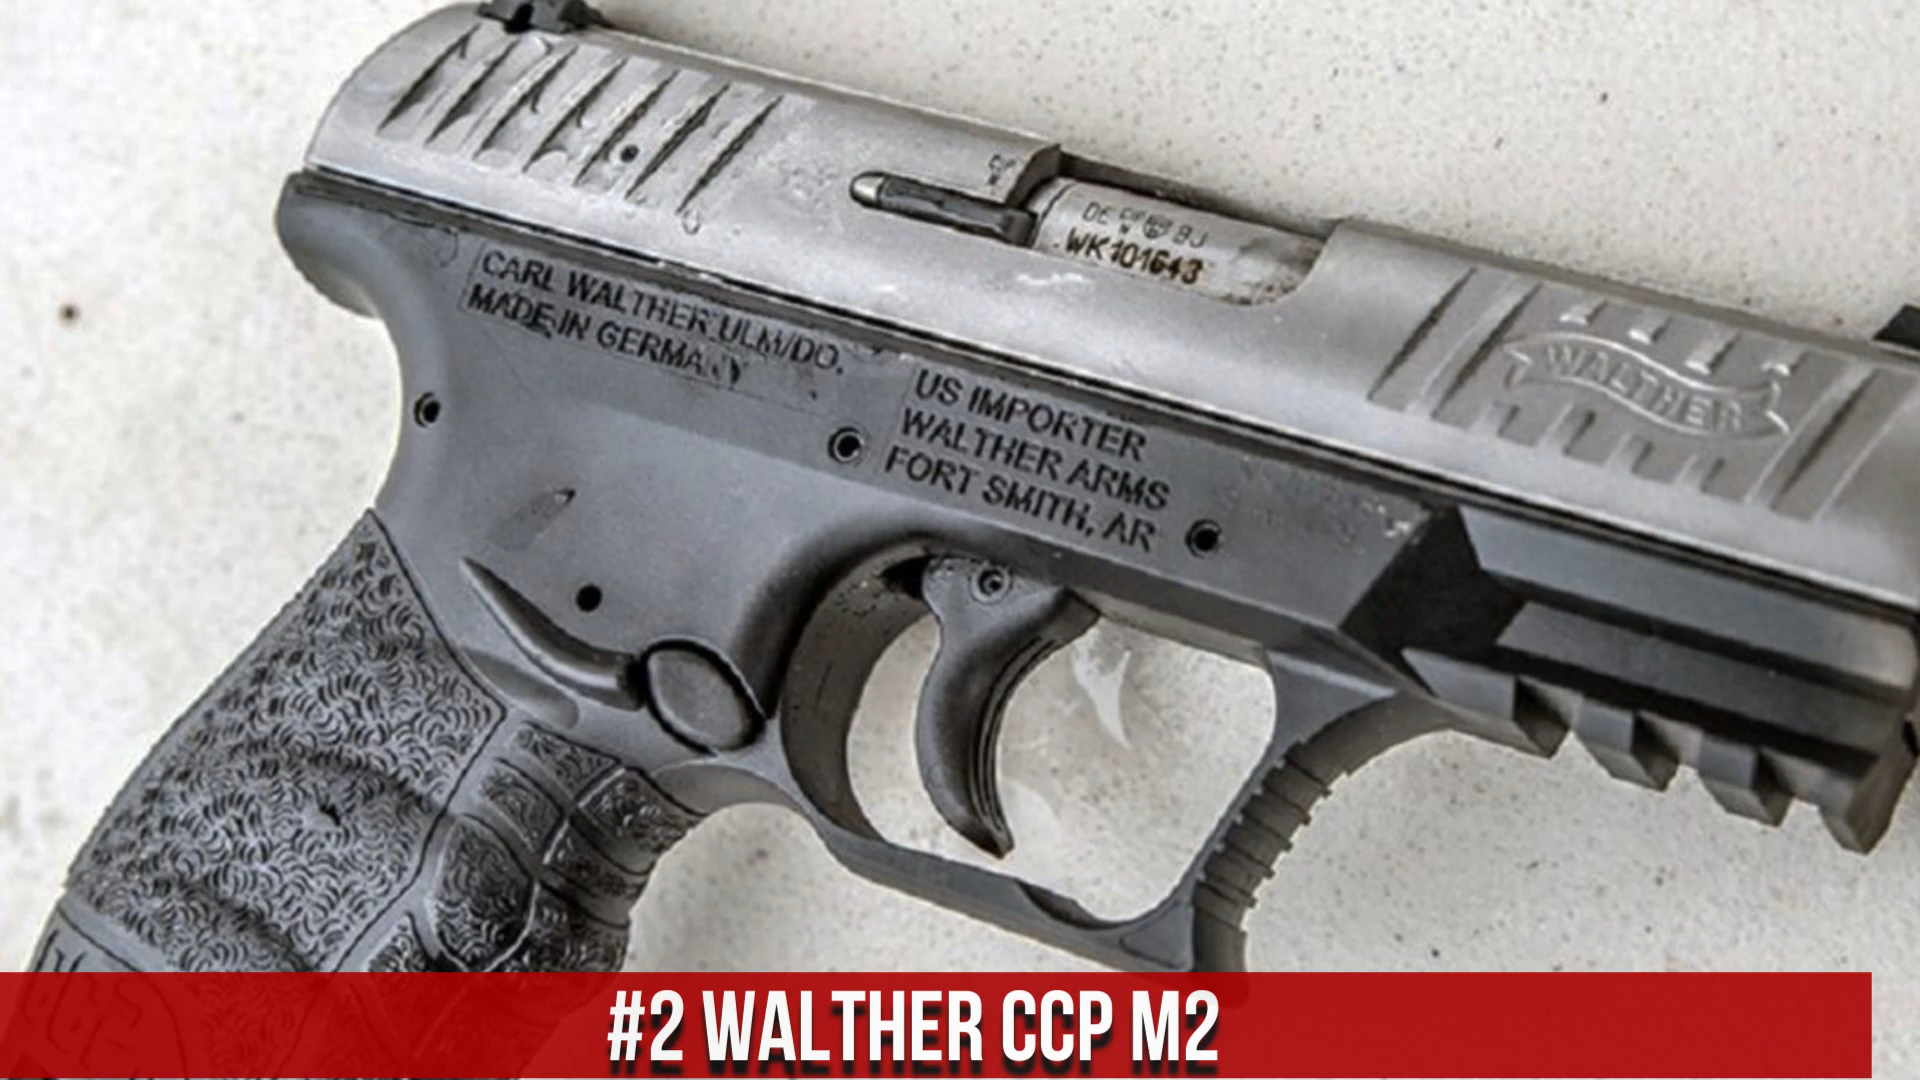 DE
WK101643
CARL WALTHER ULM/DO.
MADE IN GERMANY
US IMPORTER
WALTHER ARMS
FORT SMITH, AR
WALTHER
#2 WALTHER CCP M2